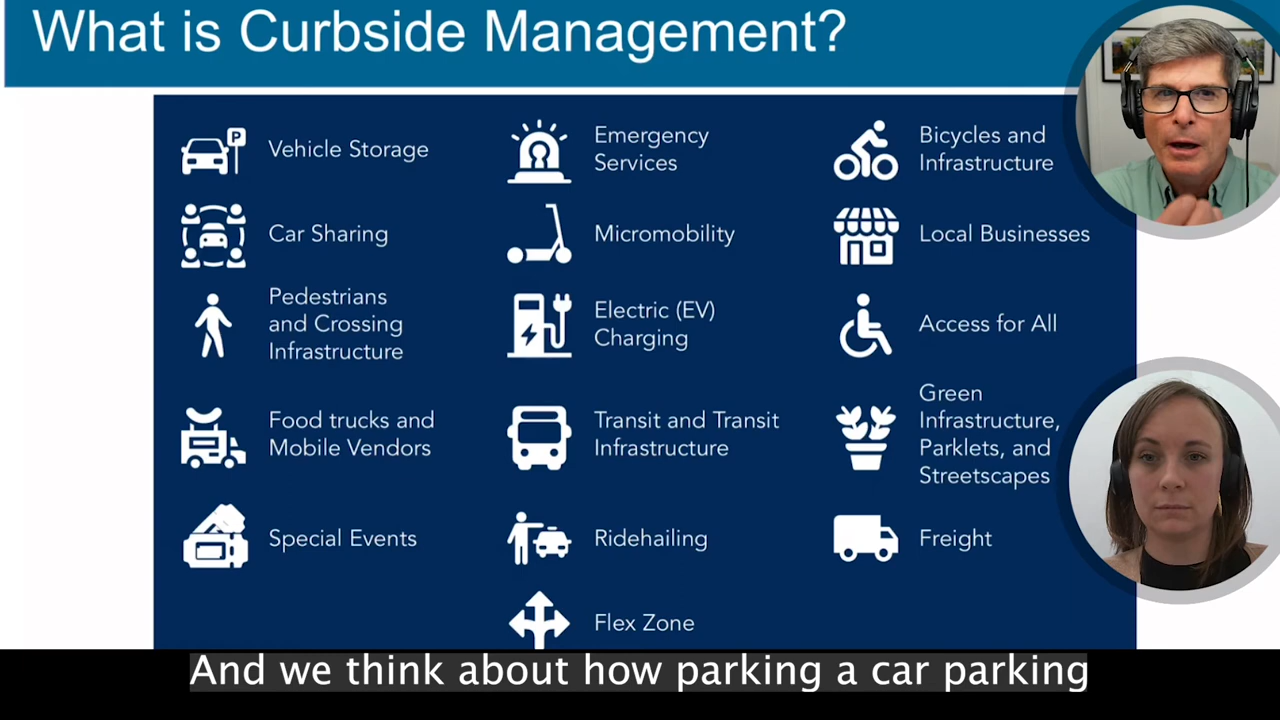 What is Curbside Management?
P
Vehicle Storage
Emergency
Services
Bicycles and
Infrastructure
Car Sharing
Micromobility
Local Businesses
Pedestrians
and Crossing
Infrastructure
Electric (EV)
Charging
Access for All
Food trucks and
Mobile Vendors
Transit and Transit
Infrastructure
Green
Infrastructure,
Parklets, and
Streetscapes
Special Events
Ridehailing
Freight
Flex Zone
And we think about how parking a car parking